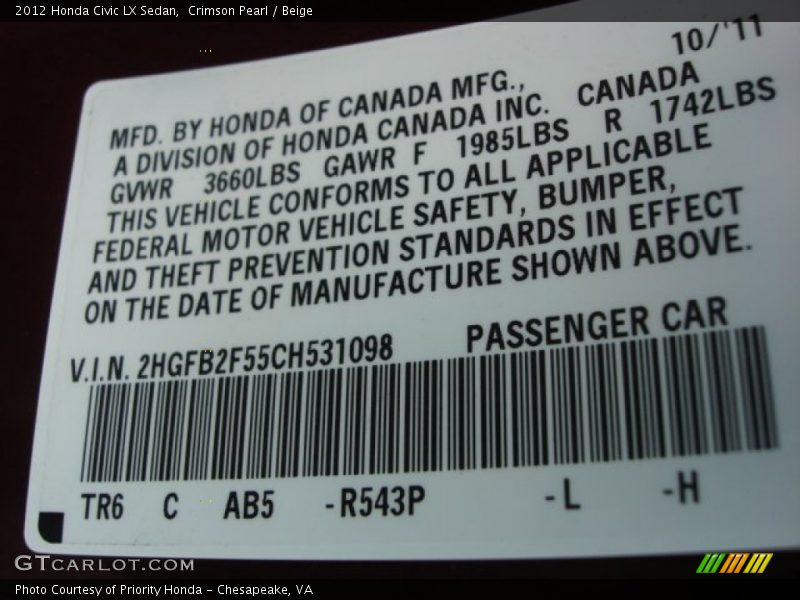 2012 Honda Civic LX Sedan,  Crimson Pearl / Beige
10/'11
MFD. BY HONDA OF CANADA MFG.,
A DIVISION OF HONDA CANADA INC.  CANADA
GVWR  3660LBS  GAWR  F  1985LBS  R  1742LBS
THIS VEHICLE CONFORMS TO ALL APPLICABLE
FEDERAL MOTOR VEHICLE SAFETY, BUMPER,
AND THEFT PREVENTION STANDARDS IN EFFECT
ON THE DATE OF MANUFACTURE SHOWN ABOVE.
V.I.N. 2HGFB2F55CH531098  PASSENGER CAR
TR6  C  AB5  -R543P  -L  -H
GTCARLOT.COM
Photo Courtesy of Priority Honda - Chesapeake, VA